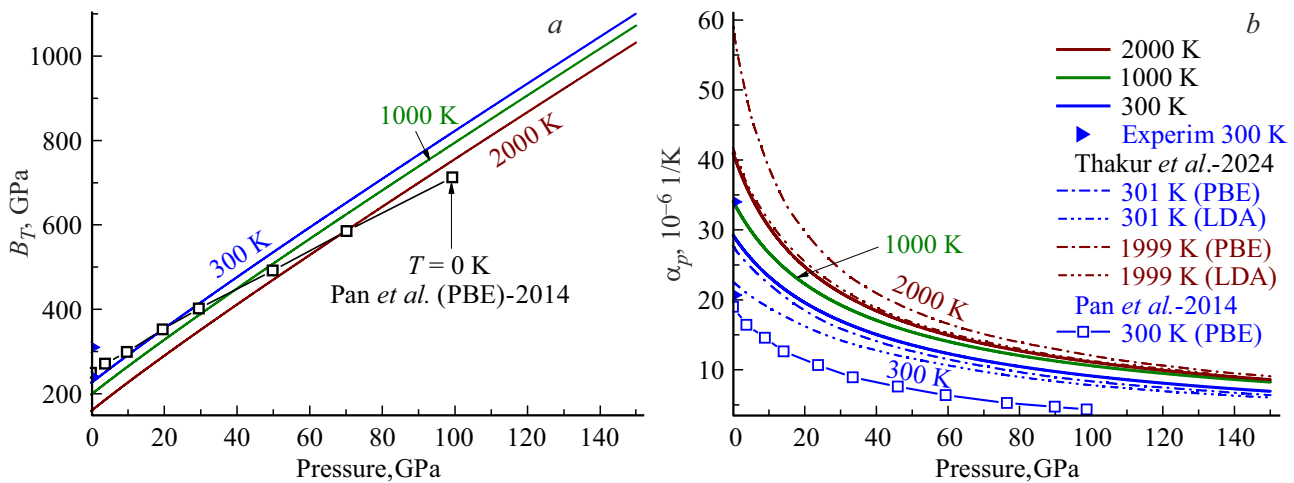 a
1000
800
600
400
200
B_T, GPa
1000 K
2000 K
300 K
T = 0 K
Pan et al. (PBE)-2014
0 20 40 60 80 100 120 140
Pressure,GPa
b
60
50
40
30
20
10
α_p, 10⁻⁶ 1/K
2000 K
1000 K
300 K
Experim 300 K
Thakur et al.-2024
301 K (PBE)
301 K (LDA)
1999 K (PBE)
1999 K (LDA)
Pan et al.-2014
300 K (PBE)
1000 K
2000 K
300 K
0 20 40 60 80 100 120 140
Pressure,GPa